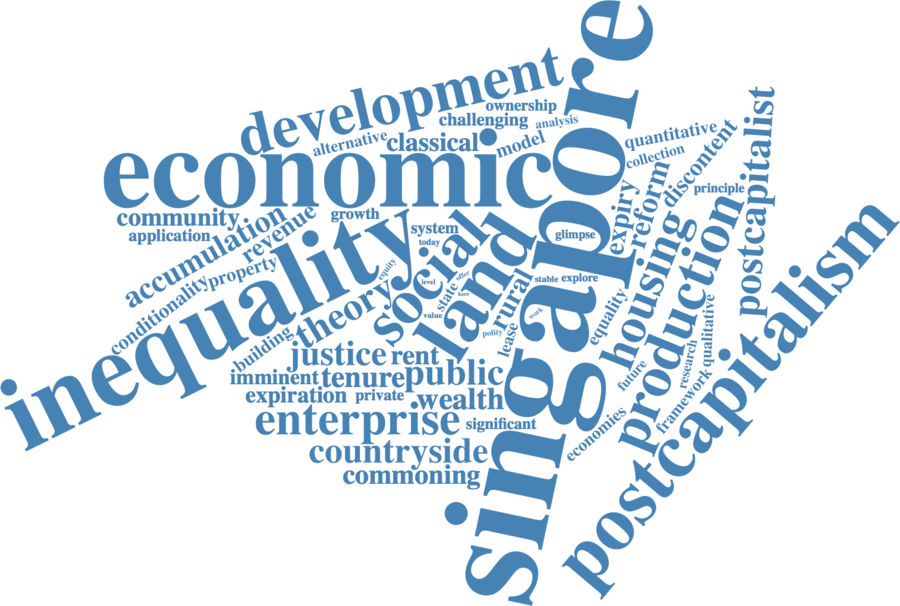 singapore
development
ownership
challenging
analysis
alternative
classical
model
quantitative
collection
economic
postcapitalist
discontent
reform
principle
community
growth
application
accumulation
revenue
system
today
expiry
glimpse
conditionality
property
inequality
equity
social
level
offer
land
state
here
value
rural
stable
explore
work
housing
production
postcapitalism
building
theory
polity
lease
equality
justice
rent
imminent
tenure
public
expiration
private
wealth
future
research
qualitative
framework
enterprise
significant
economies
countryside
commoning